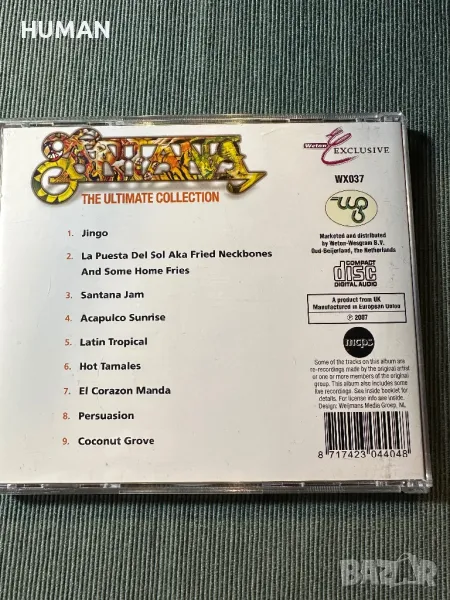 HUMAN
SANTANA
THE ULTIMATE COLLECTION
Weton
EXCLUSIVE
WX037
Marketed and distributed
by Weton-Wesgram B.V.
Oud-Beijerland, the Netherlands
COMPACT
disc
DIGITAL AUDIO
A product from UK
Manufactured in European Union
℗ 2007
mcps
Some of the tracks on this album are
re-recordings made by the original artist
or one or more members of the original
group. This album also includes some
live recordings. See inside booklet for
details. For license info see inside.
Design: Weijmans Media Groep, NL
8 717423 044048
1. Jingo
2. La Puesta Del Sol Aka Fried Neckbones
And Some Home Fries
3. Santana Jam
4. Acapulco Sunrise
5. Latin Tropical
6. Hot Tamales
7. El Corazon Manda
8. Persuasion
9. Coconut Grove
BAZAR